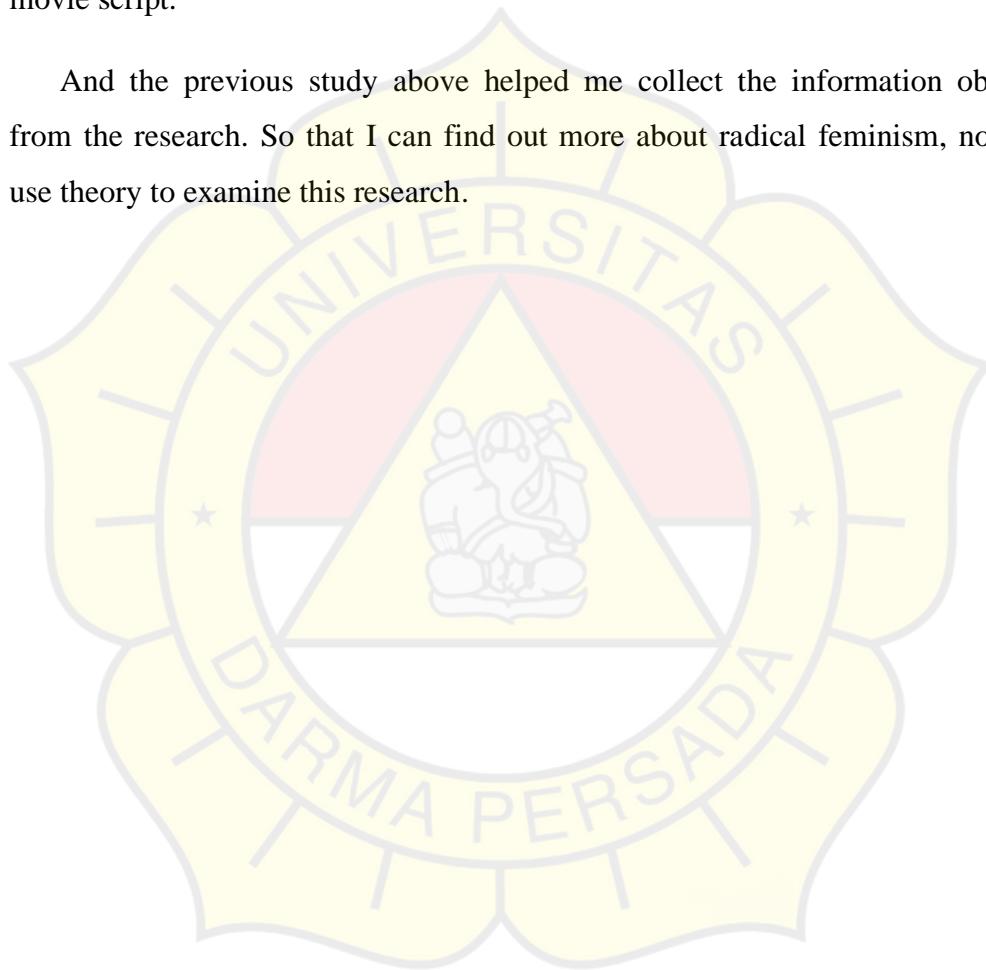 movie script.
And the previous study above helped me collect the information ob
from the research. So that I can find out more about radical feminism, no
use theory to examine this research.
UNIVERSITAS
DARMA PERSADA